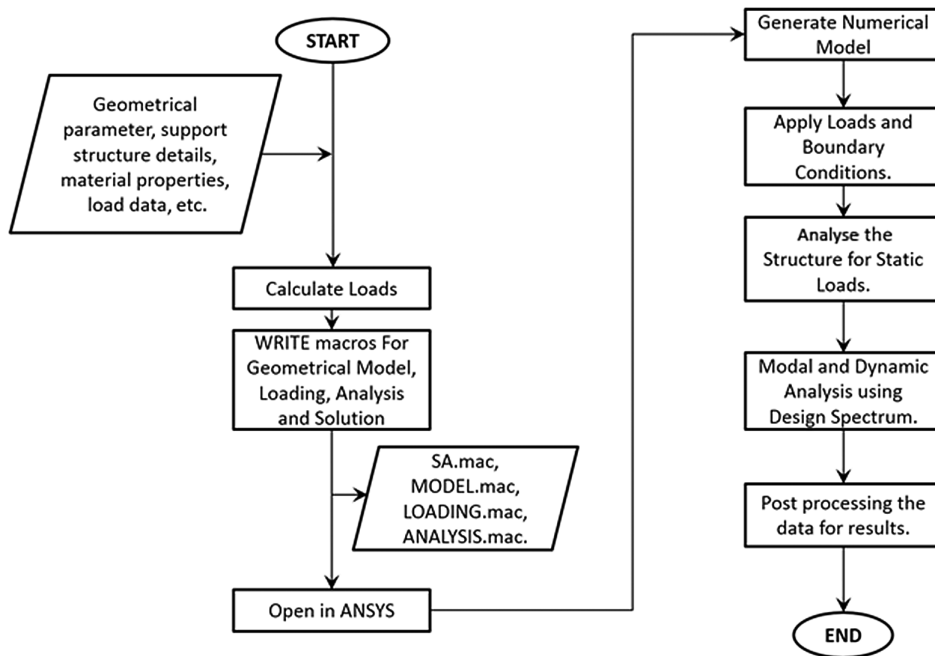 START
Geometrical
parameter, support
structure details,
material properties,
load data, etc.
Calculate Loads
WRITE macros For
Geometrical Model,
Loading, Analysis
and Solution
SA.mac,
MODEL.mac,
LOADING.mac,
ANALYSIS.mac.
Open in ANSYS
Generate Numerical
Model
Apply Loads and
Boundary
Conditions.
Analyse the
Structure for Static
Loads.
Modal and Dynamic
Analysis using
Design Spectrum.
Post processing the
data for results.
END